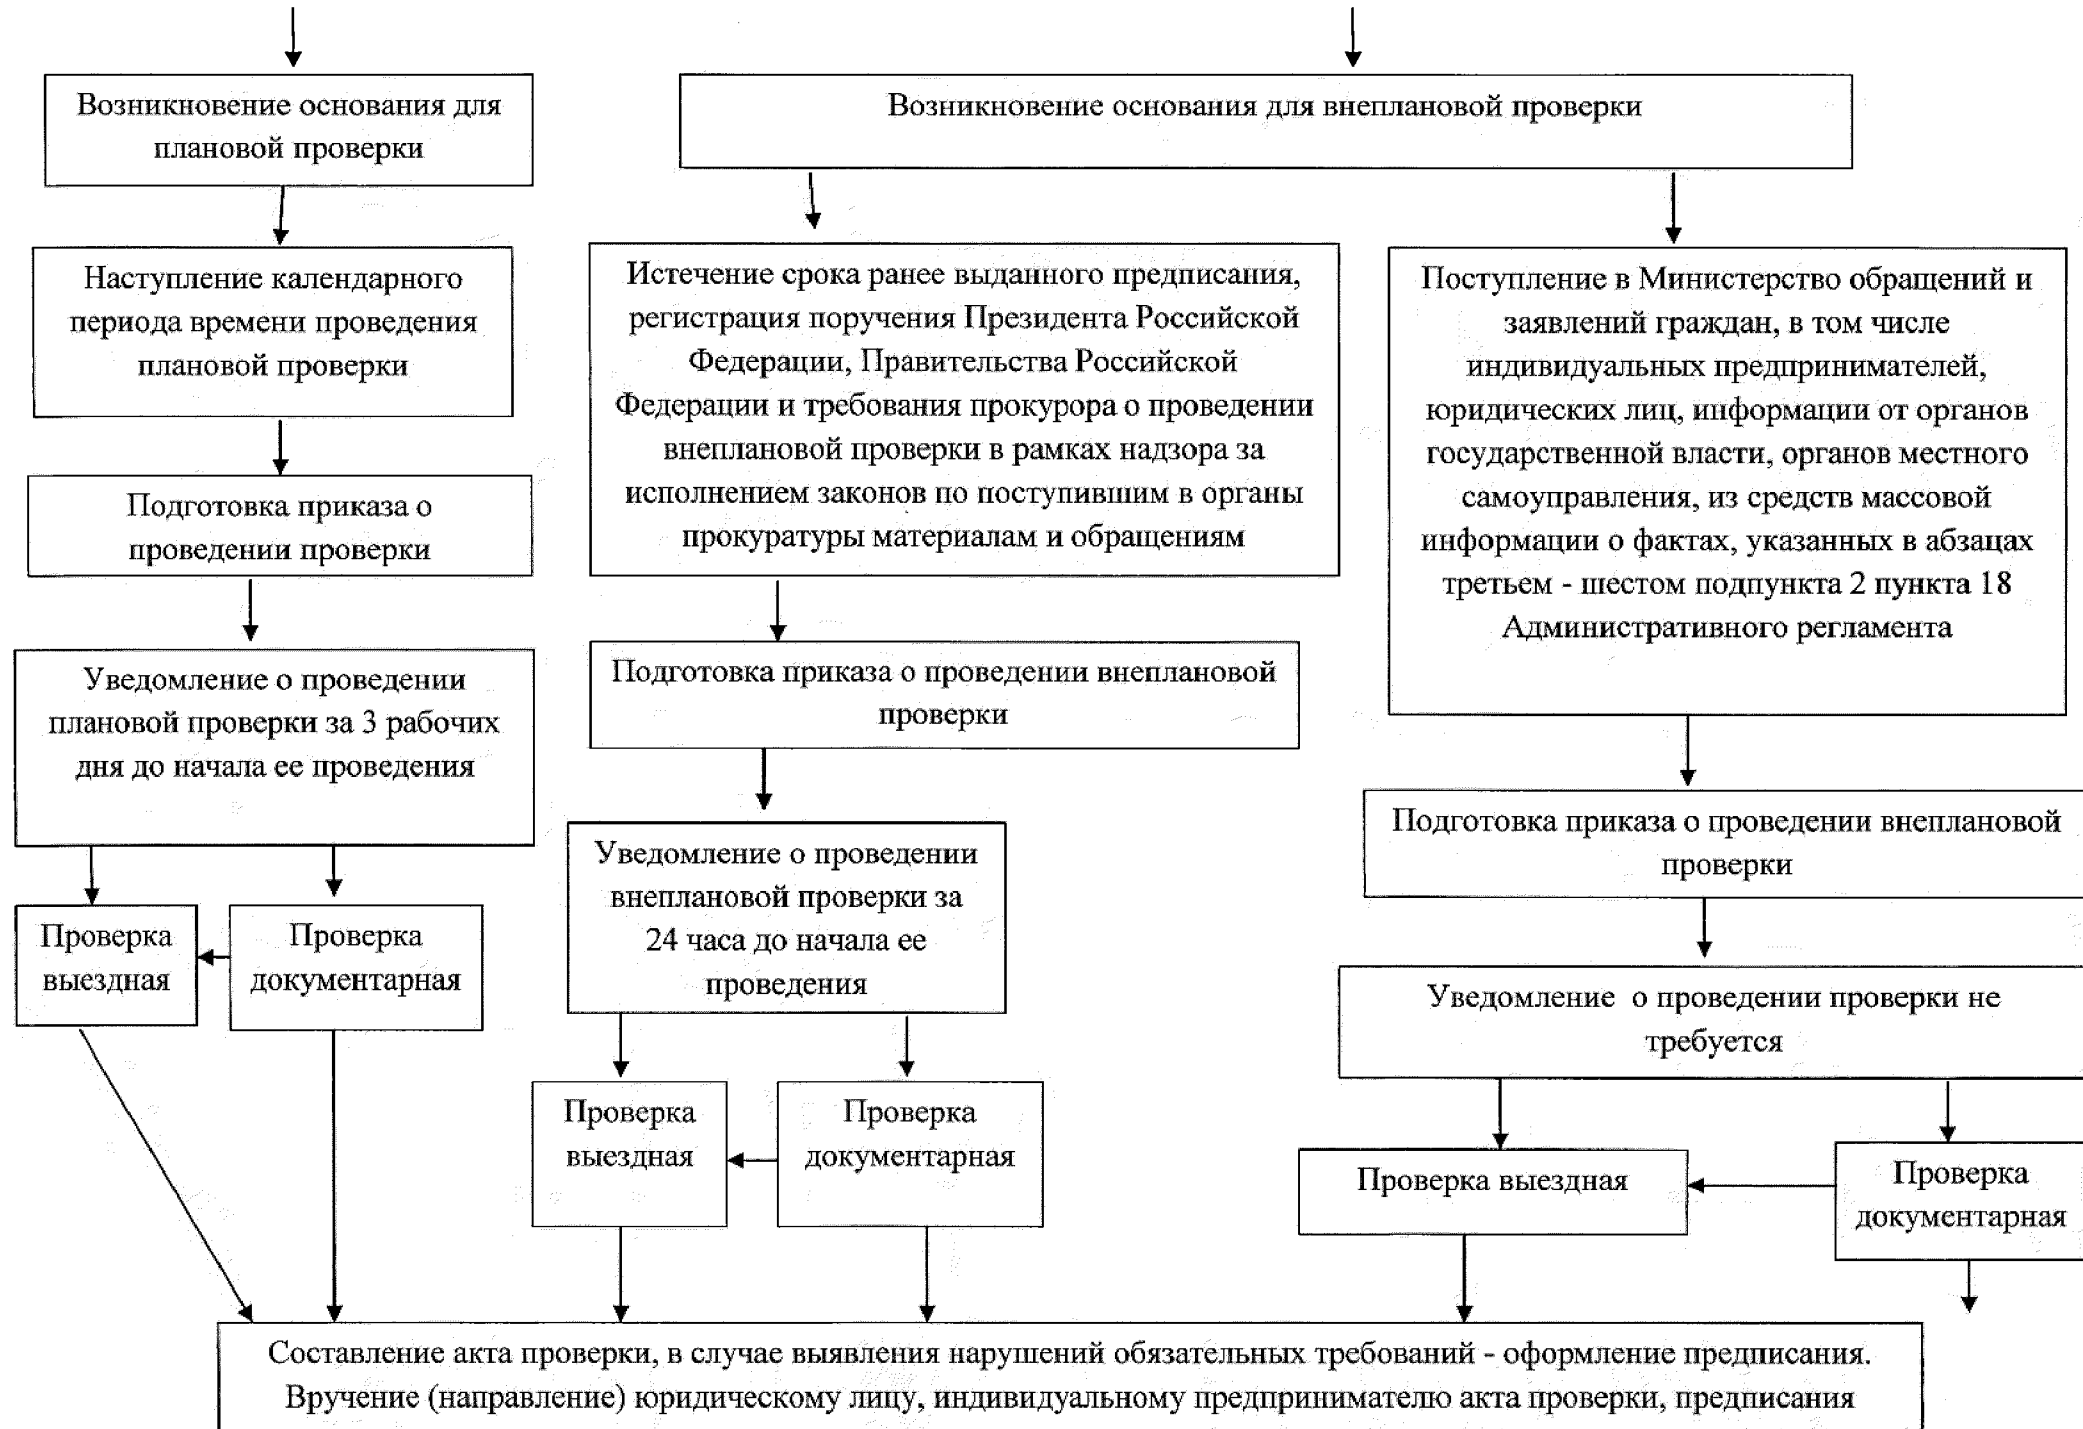 Возникновение основания для
плановой проверки
Возникновение основания для внеплановой проверки
Наступление календарного
периода времени проведения
плановой проверки
Истечение срока ранее выданного предписания,
регистрация поручения Президента Российской
Федерации, Правительства Российской
Федерации и требования прокурора о проведении
внеплановой проверки в рамках надзора за
исполнением законов по поступившим в органы
прокуратуры материалам и обращениям
Поступление в Министерство обращений и
заявлений граждан, в том числе
индивидуальных предпринимателей,
юридических лиц, информации от органов
государственной власти, органов местного
самоуправления, из средств массовой
информации о фактах, указанных в абзацах
третьем - шестом подпункта 2 пункта 18
Административного регламента
Подготовка приказа о
проведении проверки
Уведомление о проведении
плановой проверки за 3 рабочих
дня до начала ее проведения
Подготовка приказа о проведении внеплановой
проверки
Подготовка приказа о проведении внеплановой
проверки
Уведомление о проведении
внеплановой проверки за
24 часа до начала ее
проведения
Проверка
выездная
Проверка
документарная
Уведомление о проведении проверки не
требуется
Проверка
выездная
Проверка
документарная
Проверка выездная
Проверка
документарная
Составление акта проверки, в случае выявления нарушений обязательных требований - оформление предписания.
Вручение (направление) юридическому лицу, индивидуальному предпринимателю акта проверки, предписания